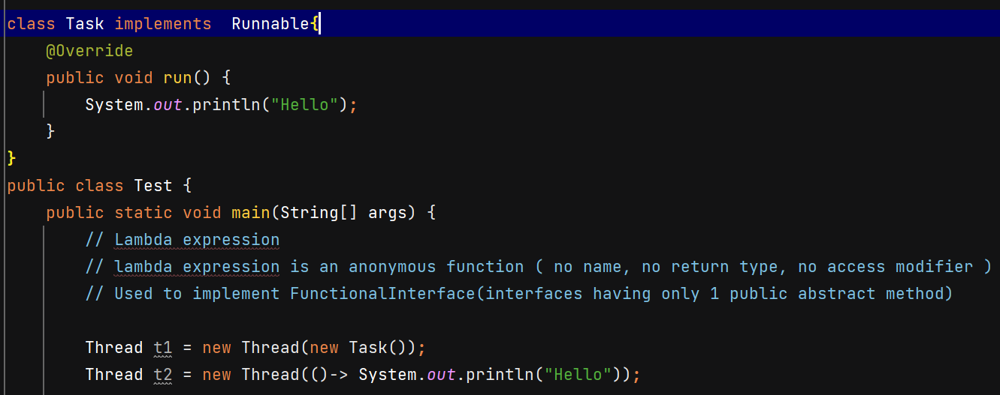 class Task implements  Runnable{
    @Override
    public void run() {
        System.out.println("Hello");
    }
}
public class Test {
    public static void main(String[] args) {
        // Lambda expression
        // lambda expression is an anonymous function ( no name, no return type, no access modifier )
        // Used to implement FunctionalInterface(interfaces having only 1 public abstract method)

        Thread t1 = new Thread(new Task());
        Thread t2 = new Thread(()-> System.out.println("Hello"));